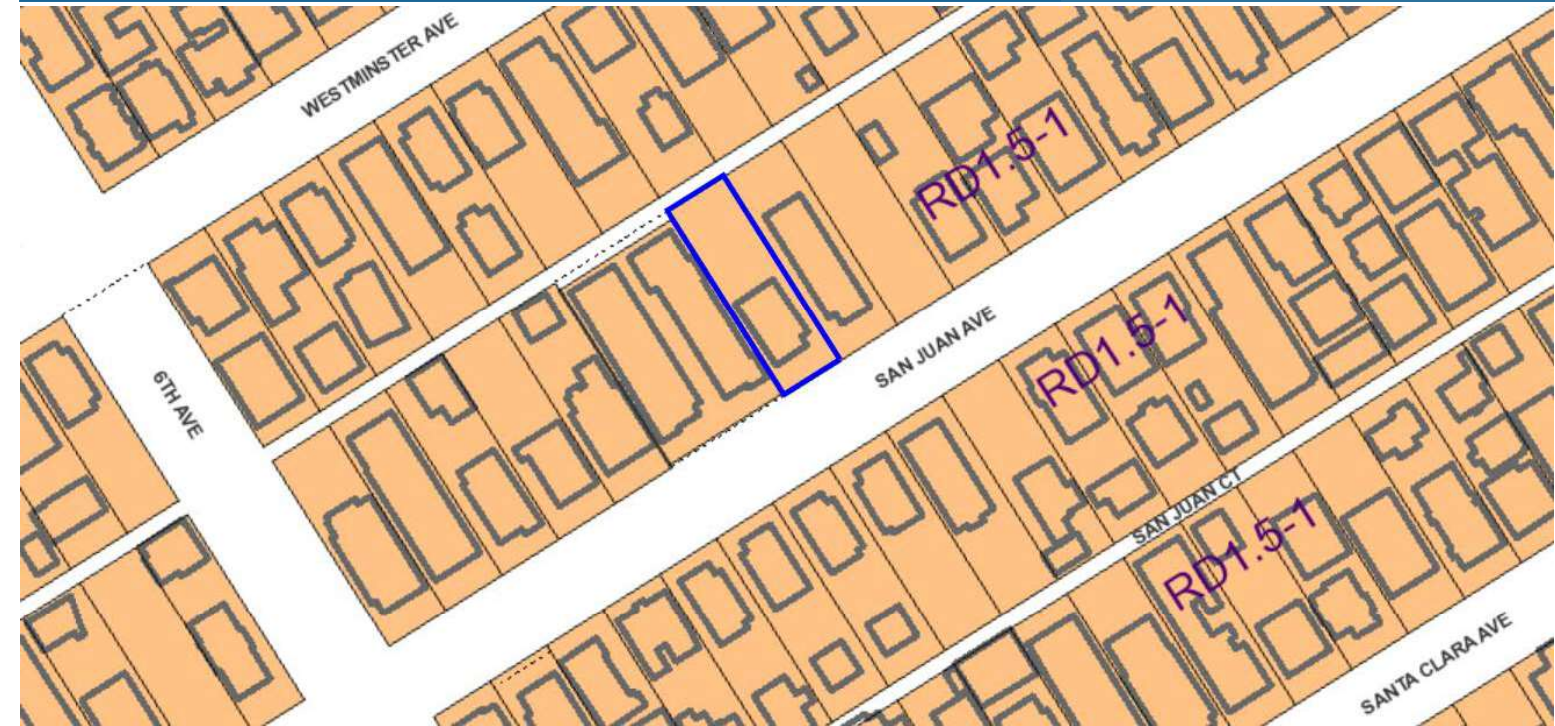 WESTMINSTER AVE
RD1.5-1
6TH AVE
SAN JUAN AVE
RD1.5-1
SAN JUAN CT
RD1.5-1
SANTA CLARA AVE